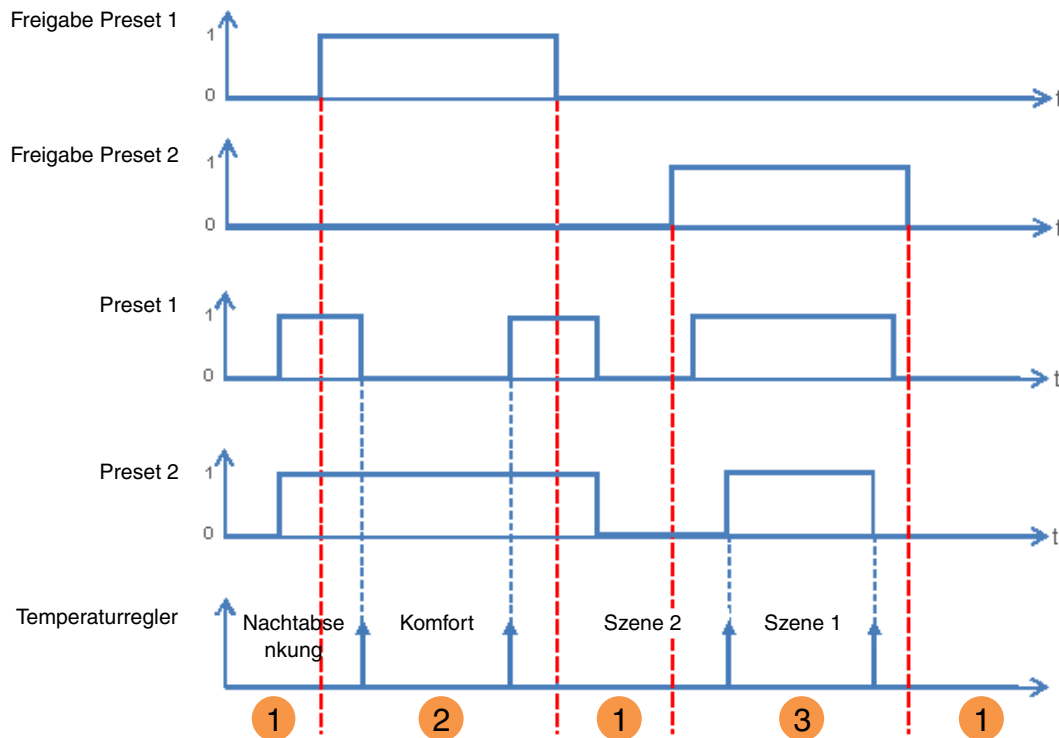 Freigabe Preset 1
1
0
t
Freigabe Preset 2
1
0
t
Preset 1
1
0
t
Preset 2
1
0
t
Temperaturregler
Nachtabse
nkung
Komfort
Szene 2
Szene 1
1
2
1
3
1